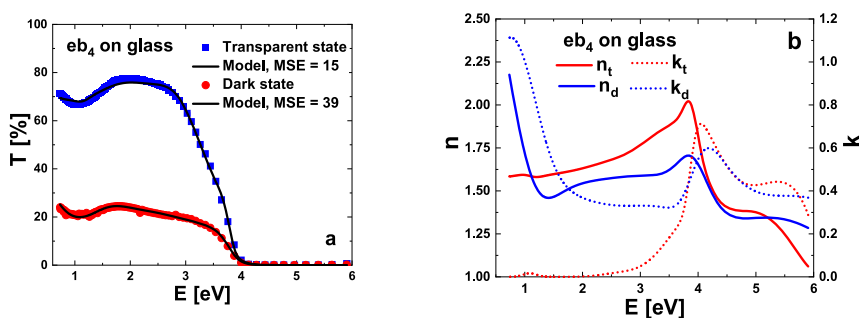 eb4 on glass
Transparent state
Model, MSE = 15
Dark state
Model, MSE = 39
100
80
60
40
20
0
T [%]
a
1 2 3 4 5 6
E [eV]
eb4 on glass
b
nt kt
nd kd
2.50
2.25
2.00
1.75
1.50
1.25
1.00
n
1.2
1.0
0.8
0.6
0.4
0.2
0.0
k
1 2 3 4 5 6
E [eV]